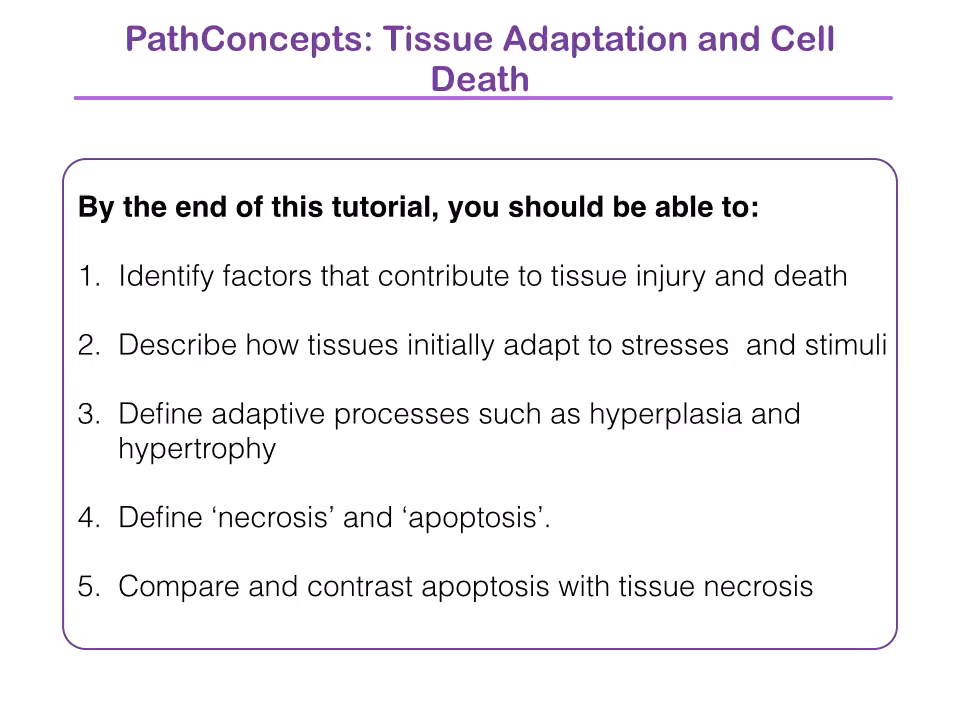 PathConcepts: Tissue Adaptation and Cell
Death
By the end of this tutorial, you should be able to:
1. Identify factors that contribute to tissue injury and death
2. Describe how tissues initially adapt to stresses  and stimuli
3. Define adaptive processes such as hyperplasia and
hypertrophy
4. Define ‘necrosis’ and ‘apoptosis’.
5. Compare and contrast apoptosis with tissue necrosis